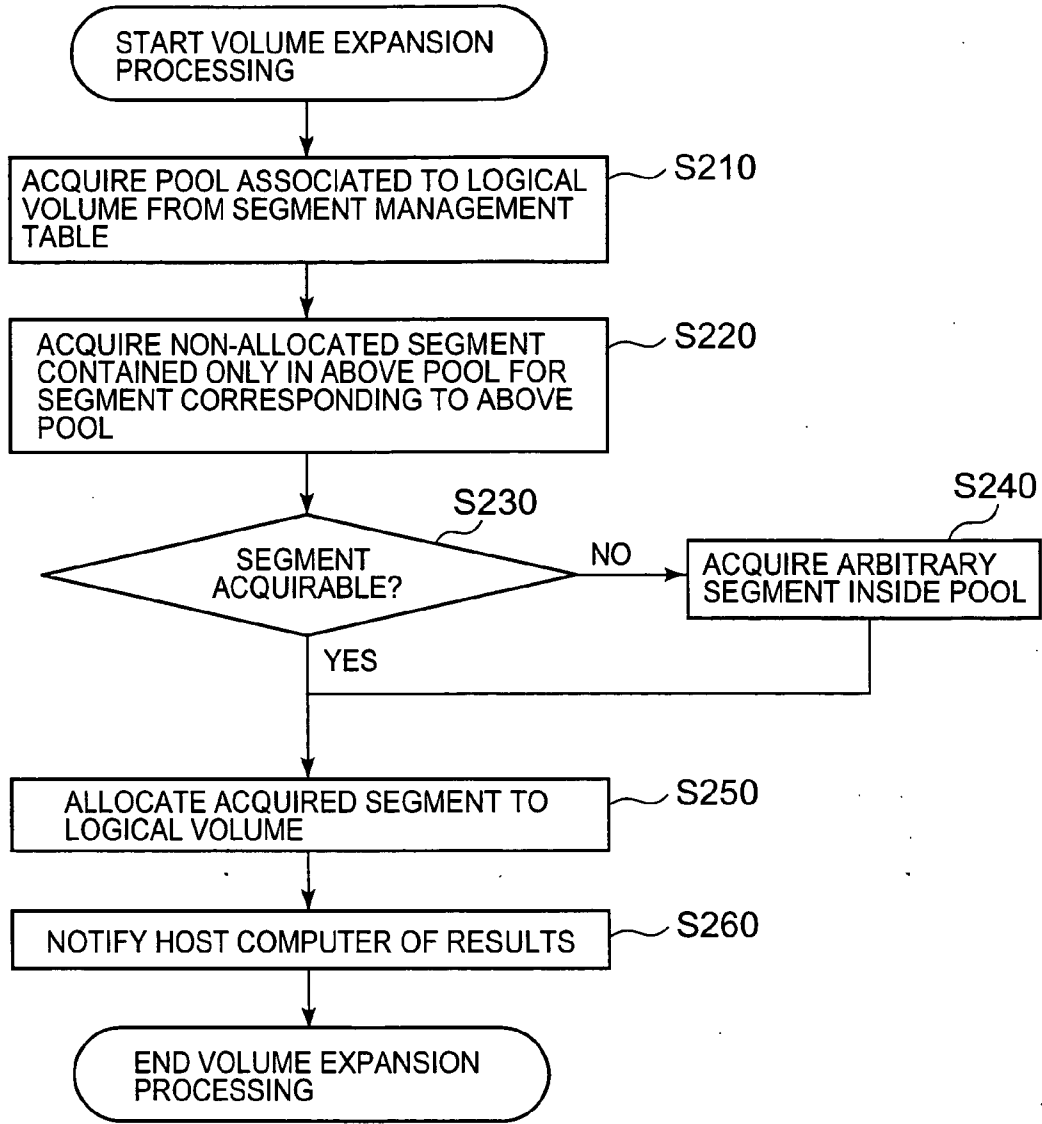 START VOLUME EXPANSION
PROCESSING
S210
ACQUIRE POOL ASSOCIATED TO LOGICAL
VOLUME FROM SEGMENT MANAGEMENT
TABLE
S220
ACQUIRE NON-ALLOCATED SEGMENT
CONTAINED ONLY IN ABOVE POOL FOR
SEGMENT CORRESPONDING TO ABOVE
POOL
S230
SEGMENT
ACQUIRABLE?
NO
S240
ACQUIRE ARBITRARY
SEGMENT INSIDE POOL
YES
S250
ALLOCATE ACQUIRED SEGMENT TO
LOGICAL VOLUME
S260
NOTIFY HOST COMPUTER OF RESULTS
END VOLUME EXPANSION
PROCESSING